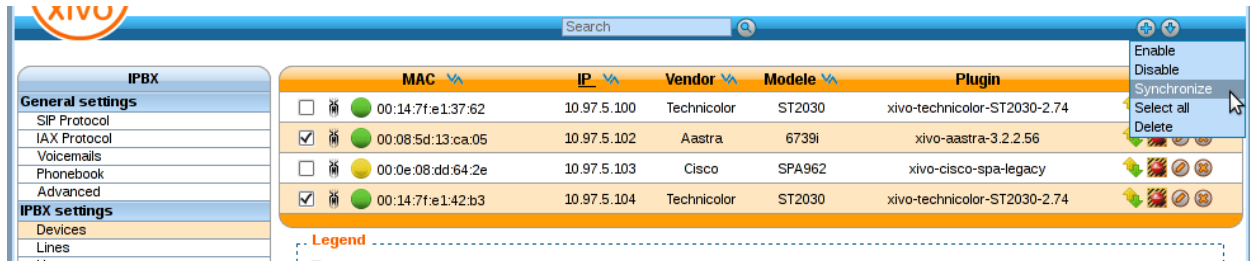 XIVO
Search
Enable
Disable
Synchronize
Select all
Delete
IPBX
General settings
SIP Protocol
IAX Protocol
Voicemails
Phonebook
Advanced
IPBX settings
Devices
Lines
MAC IP Vendor Modele Plugin
00:14:7f:e1:37:62 10.97.5.100 Technicolor ST2030 xivo-technicolor-ST2030-2.74
00:08:5d:13:ca:05 10.97.5.102 Aastra 6739i xivo-aastra-3.2.2.56
00:0e:08:dd:64:2e 10.97.5.103 Cisco SPA962 xivo-cisco-spa-legacy
00:14:7f:e1:42:b3 10.97.5.104 Technicolor ST2030 xivo-technicolor-ST2030-2.74
Legend